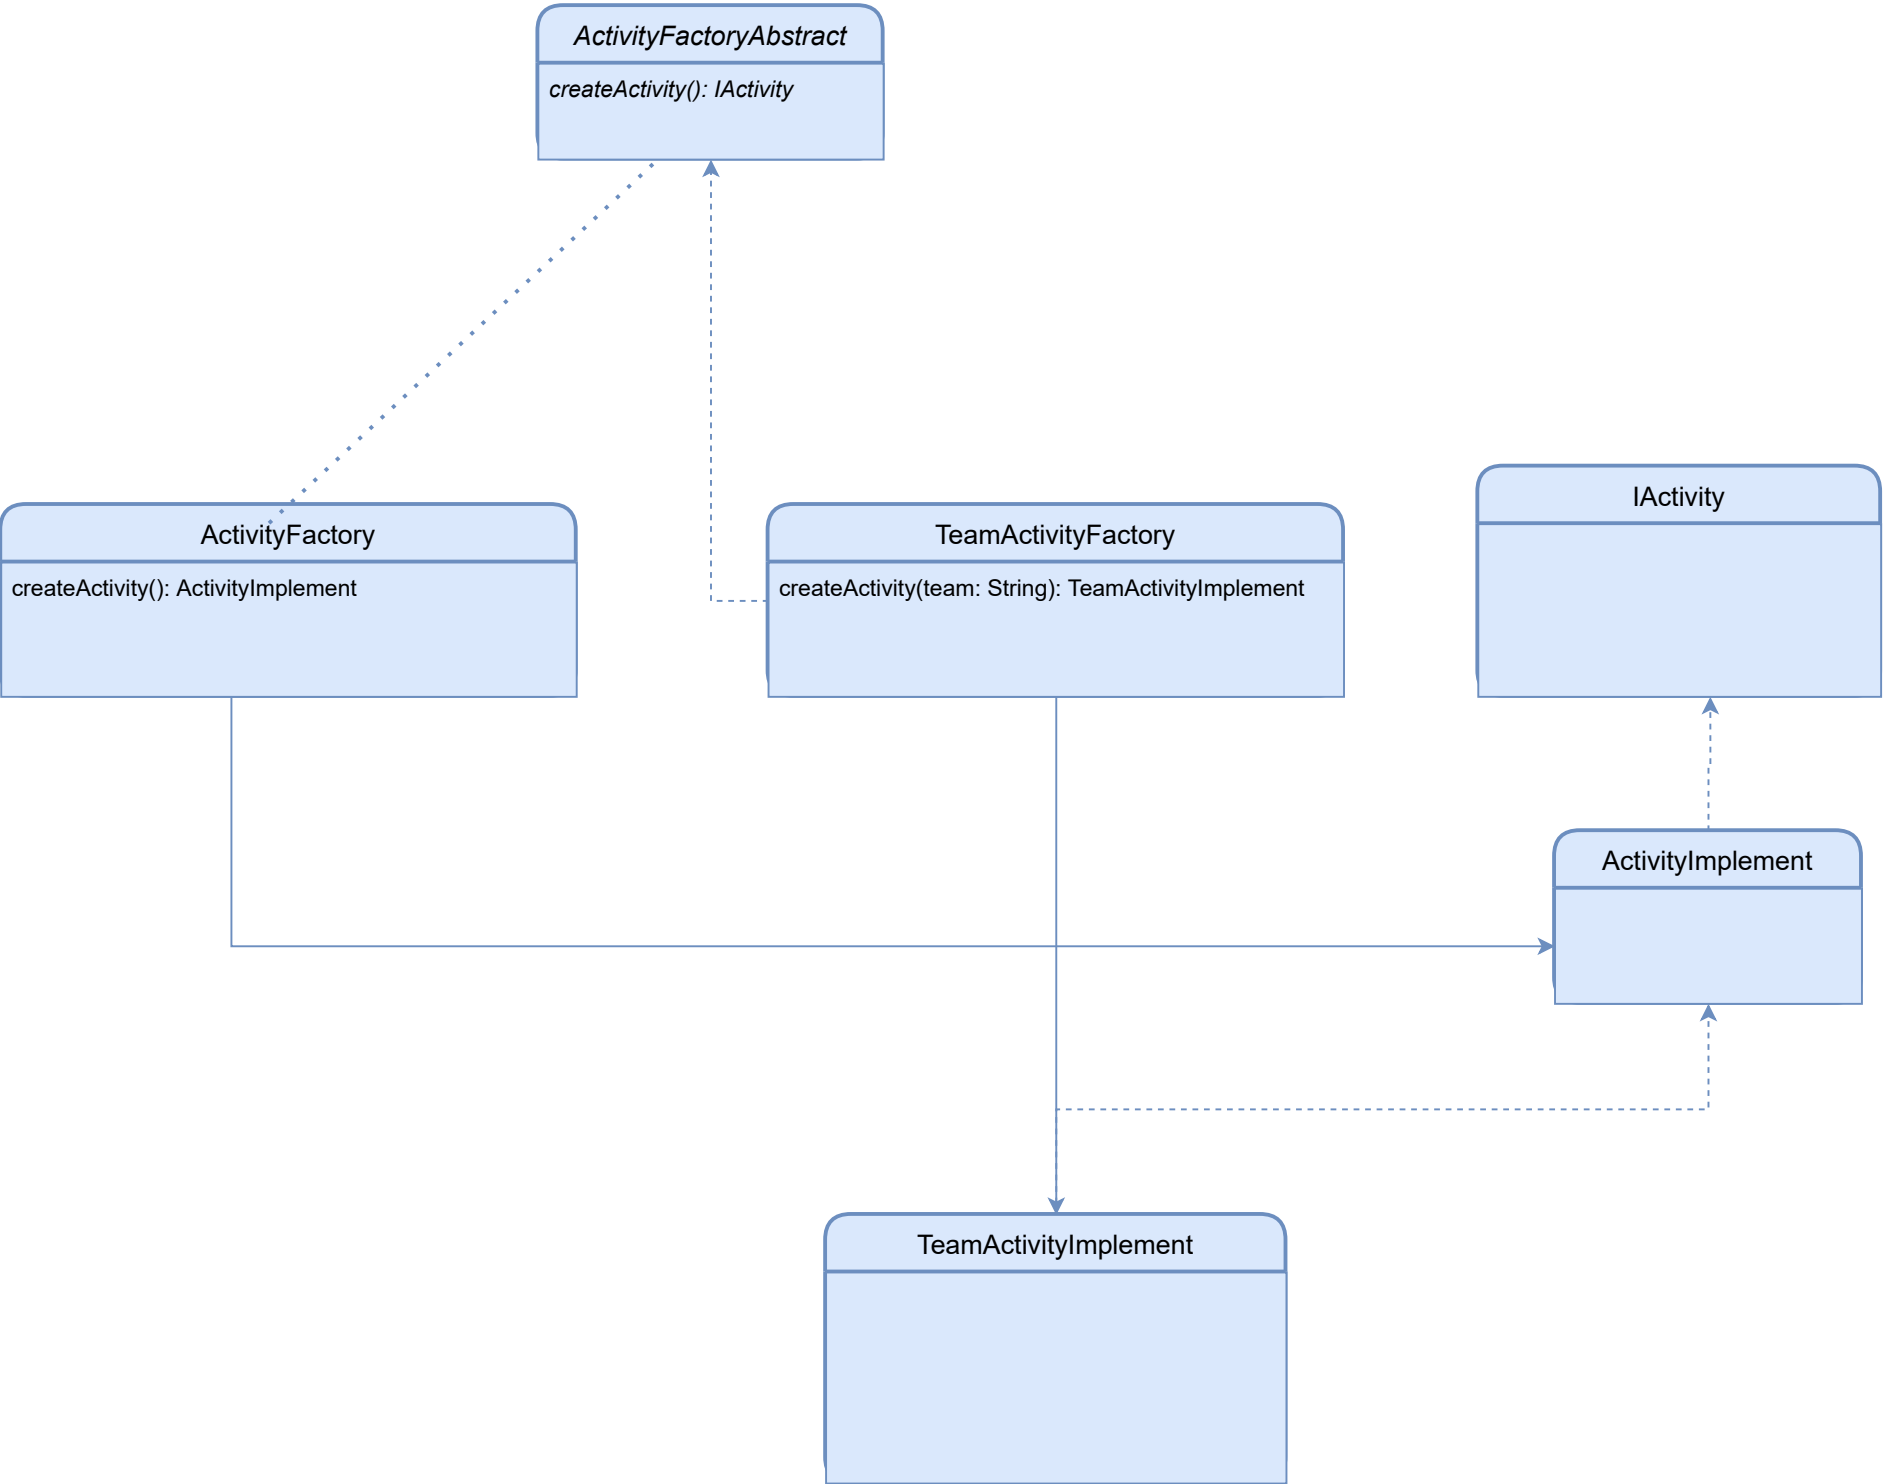 ActivityFactoryAbstract
createActivity(): IActivity
ActivityFactory
createActivity(): ActivityImplement
TeamActivityFactory
createActivity(team: String): TeamActivityImplement
IActivity
ActivityImplement
TeamActivityImplement